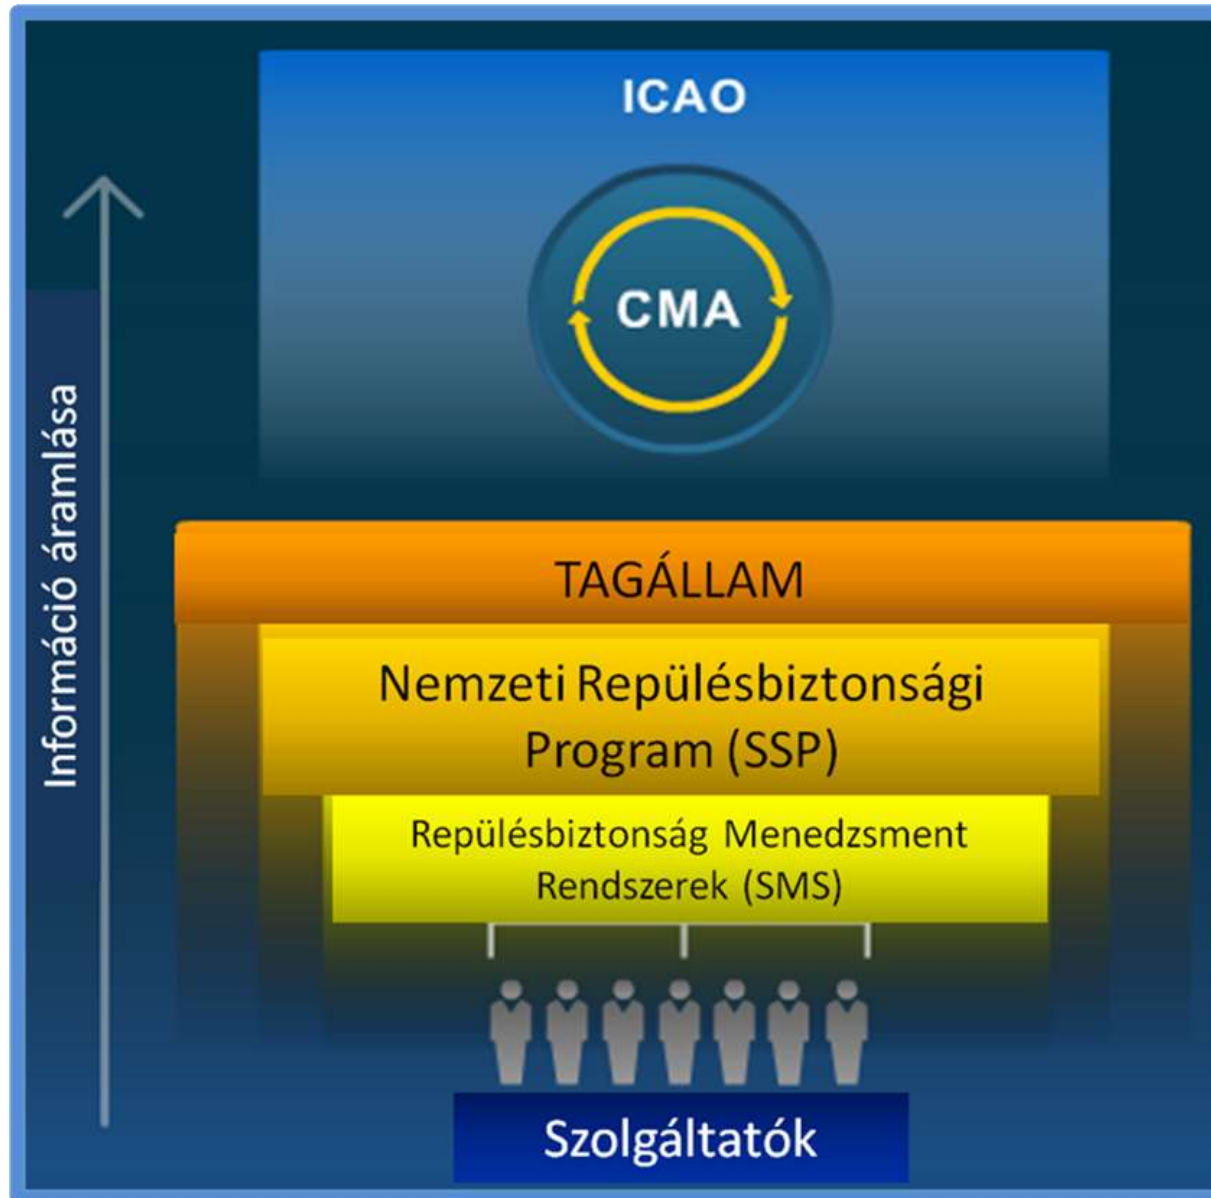 ICAO
CMA
Információ áramlása
TAGÁLLAM
Nemzeti Repülésbiztonsági
Program (SSP)
Repülésbiztonság Menedzsment
Rendszerek (SMS)
Szolgáltatók